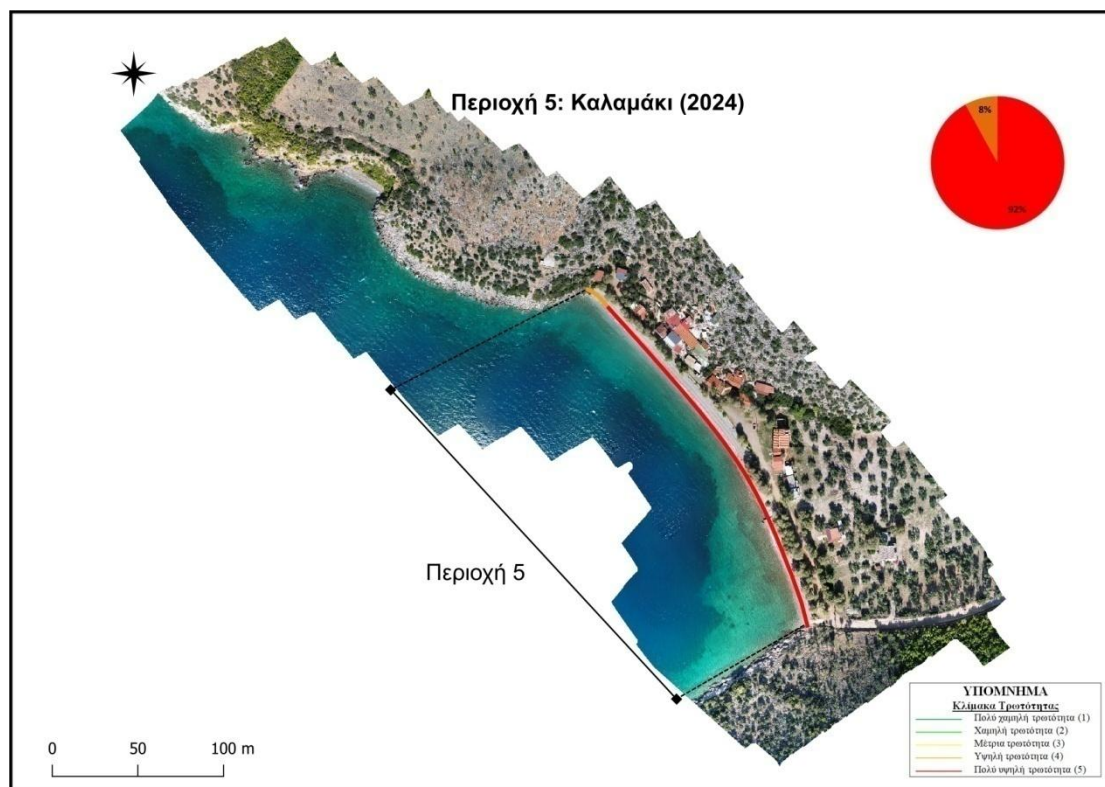 Περιοχή 5: Καλαμάκι (2024)
8%
92%
Περιοχή 5
0 50 100 m
ΥΠΟΜΝΗΜΑ
Κλίμακα Τρωτότητας
Πολύ χαμηλή τρωτότητα (1)
Χαμηλή τρωτότητα (2)
Μέτρια τρωτότητα (3)
Υψηλή τρωτότητα (4)
Πολύ υψηλή τρωτότητα (5)